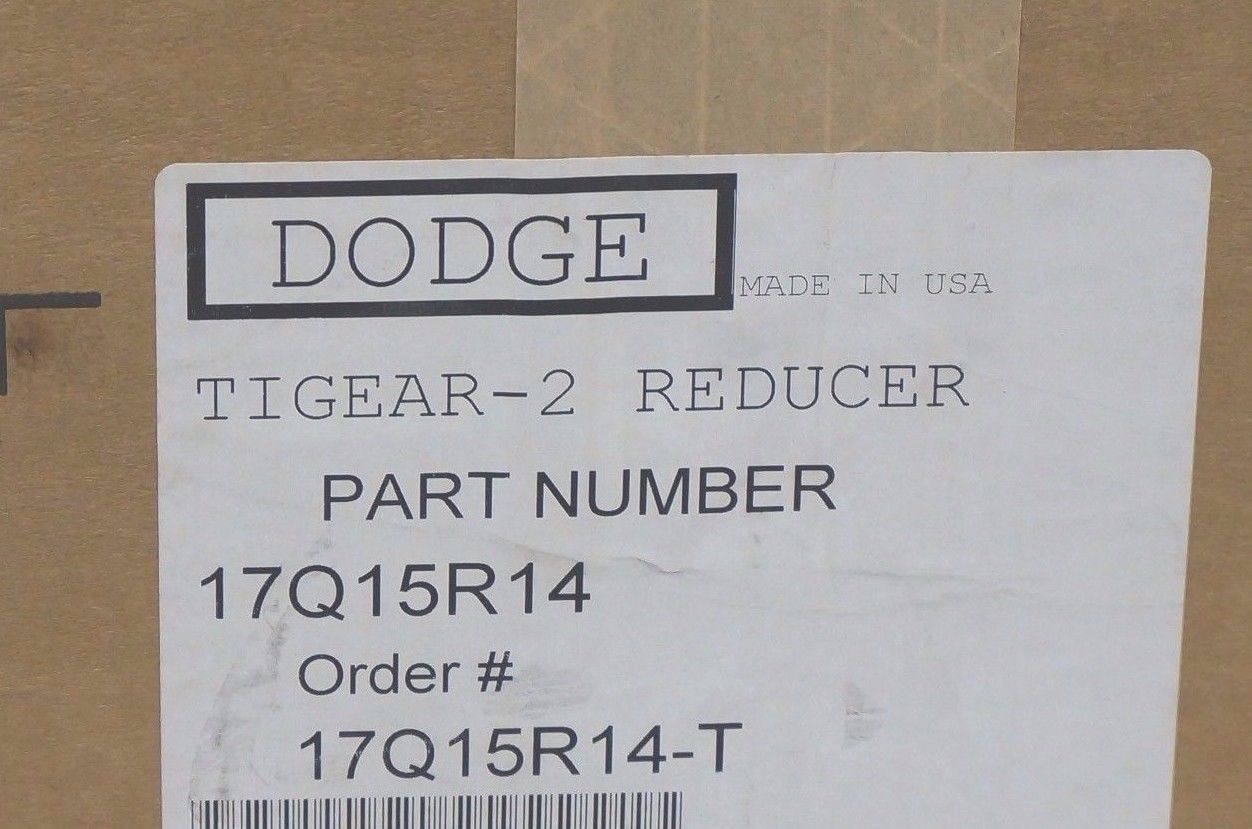 DODGE
MADE IN USA
TIGEAR-2 REDUCER
PART NUMBER
17Q15R14
Order #
17Q15R14-T